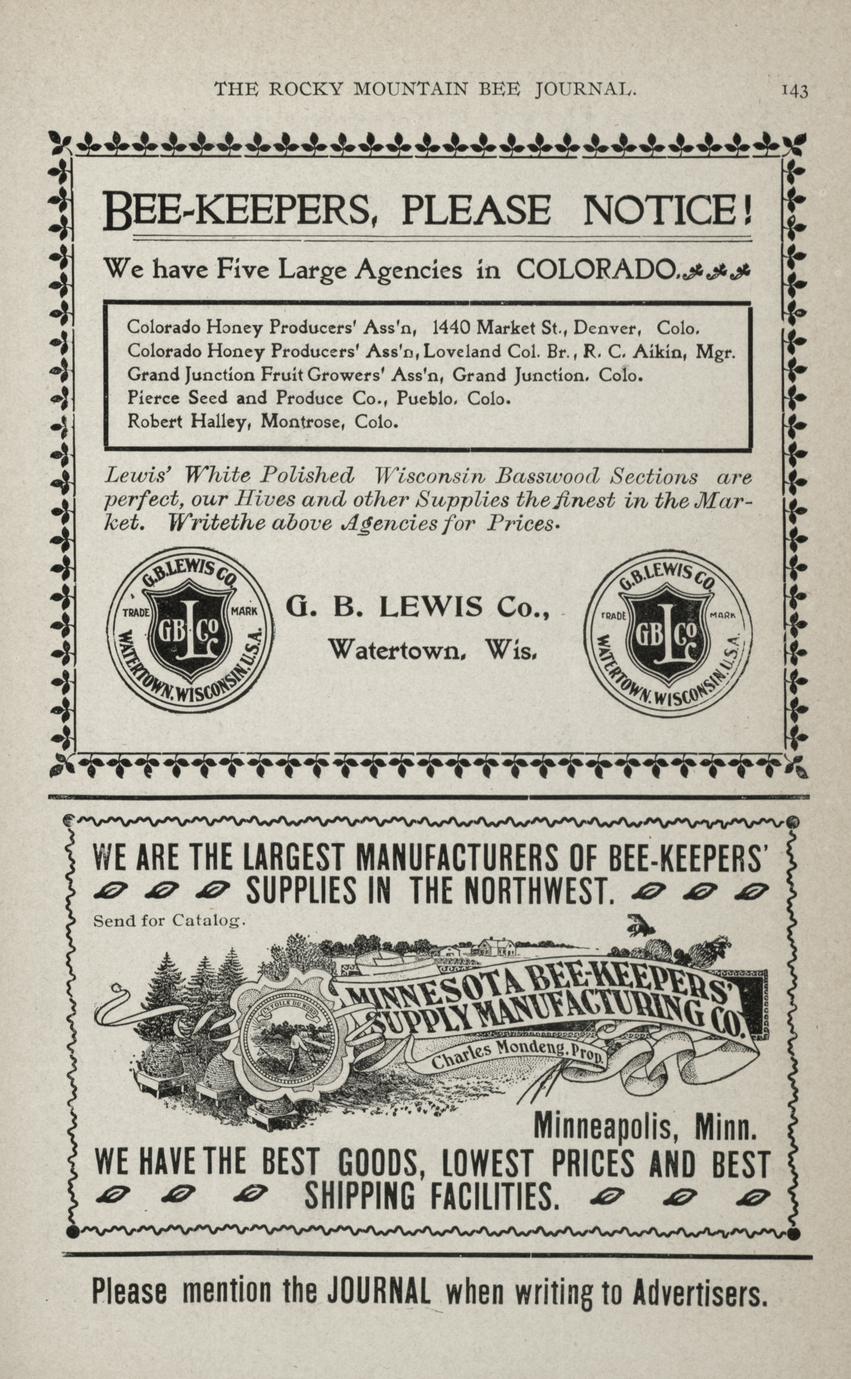 THE ROCKY MOUNTAIN BEE JOURNAL. 143
BEE-KEEPERS, PLEASE NOTICE!
We have Five Large Agencies in COLORADO.
Colorado Honey Producers' Ass'n, 1440 Market St., Denver, Colo.
Colorado Honey Producers' Ass'n, Loveland Col. Br., R. C. Aikin, Mgr.
Grand Junction Fruit Growers' Ass'n, Grand Junction, Colo.
Pierce Seed and Produce Co., Pueblo, Colo.
Robert Halley, Montrose, Colo.
Lewis' White Polished Wisconsin Basswood Sections are
perfect, our Hives and other Supplies the finest in the Mar-
ket. Writethe above Agencies for Prices.
G.B. LEWIS CO.
TRADE MARK
GB L Co
WATERTOWN, WISCONSIN, U.S.A.
G. B. LEWIS Co.,
Watertown, Wis.
G.B. LEWIS CO
TRADE MARK
GB L Co
WATERTOWN, WISCONSIN, U.S.A.
WE ARE THE LARGEST MANUFACTURERS OF BEE-KEEPERS'
SUPPLIES IN THE NORTHWEST.
Send for Catalog.
MINNESOTA BEE-KEEPERS'
SUPPLY MANUFACTURING CO.
Charles Mondeng, Prop.
Minneapolis, Minn.
WE HAVE THE BEST GOODS, LOWEST PRICES AND BEST
SHIPPING FACILITIES.
Please mention the JOURNAL when writing to Advertisers.